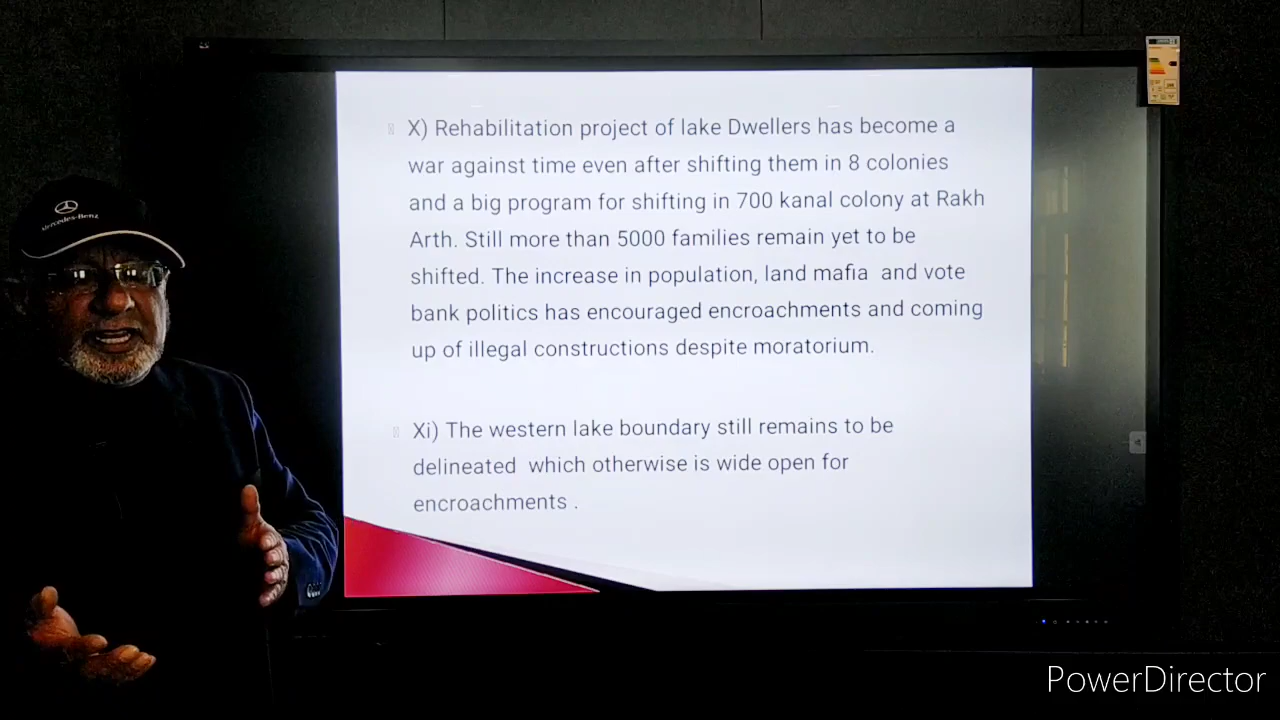 X) Rehabilitation project of lake Dwellers has become a
war against time even after shifting them in 8 colonies
and a big program for shifting in 700 kanal colony at Rakh
Arth. Still more than 5000 families remain yet to be
shifted. The increase in population, land mafia and vote
bank politics has encouraged encroachments and coming
up of illegal constructions despite moratorium.
Xi) The western lake boundary still remains to be
delineated which otherwise is wide open for
encroachments .
Mercedes-Benz
PowerDirector